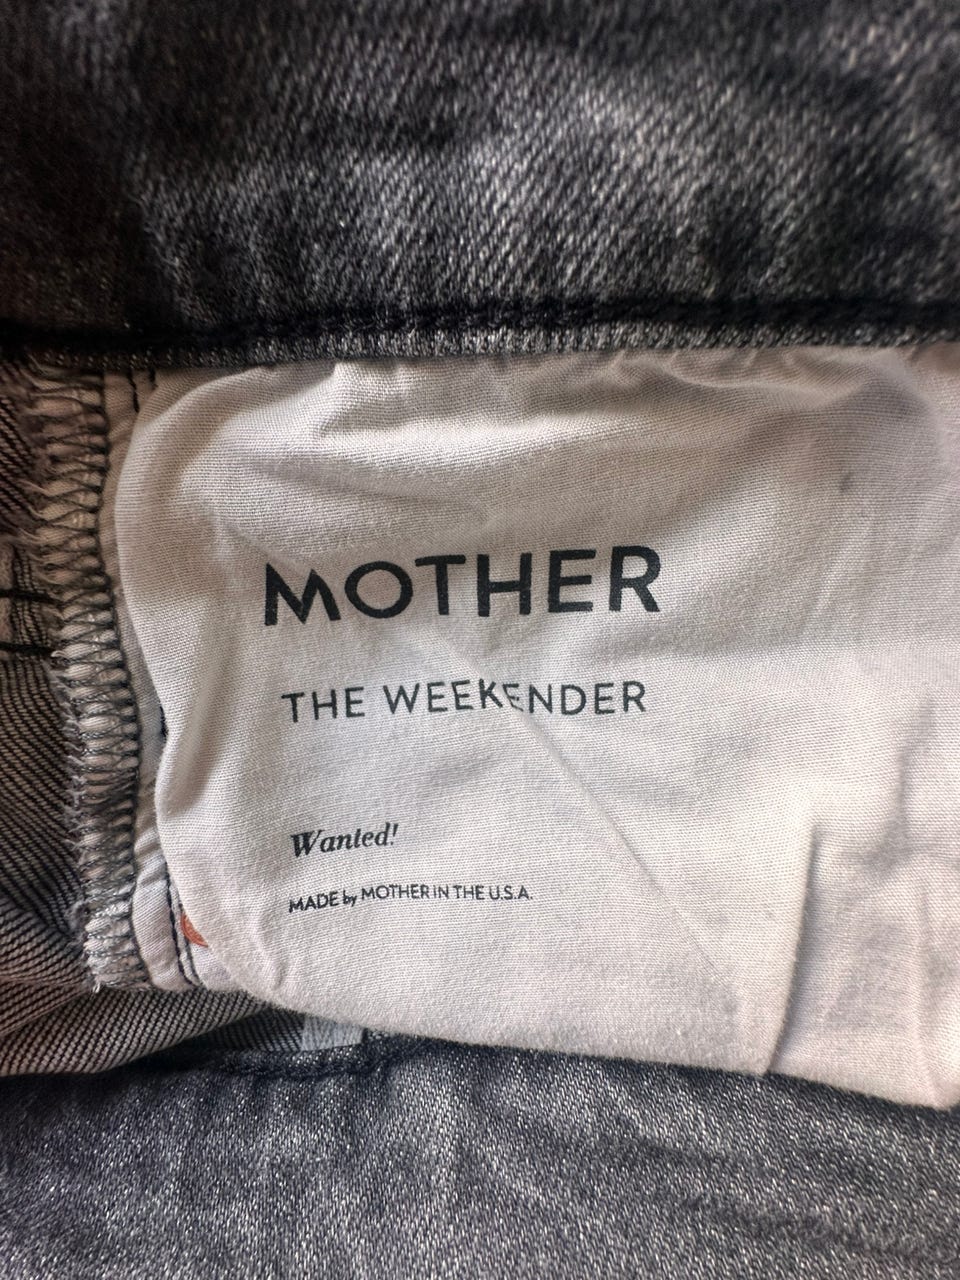 MOTHER
THE WEEKENDER
Wanted!
MADE by MOTHER IN THE U.S.A.